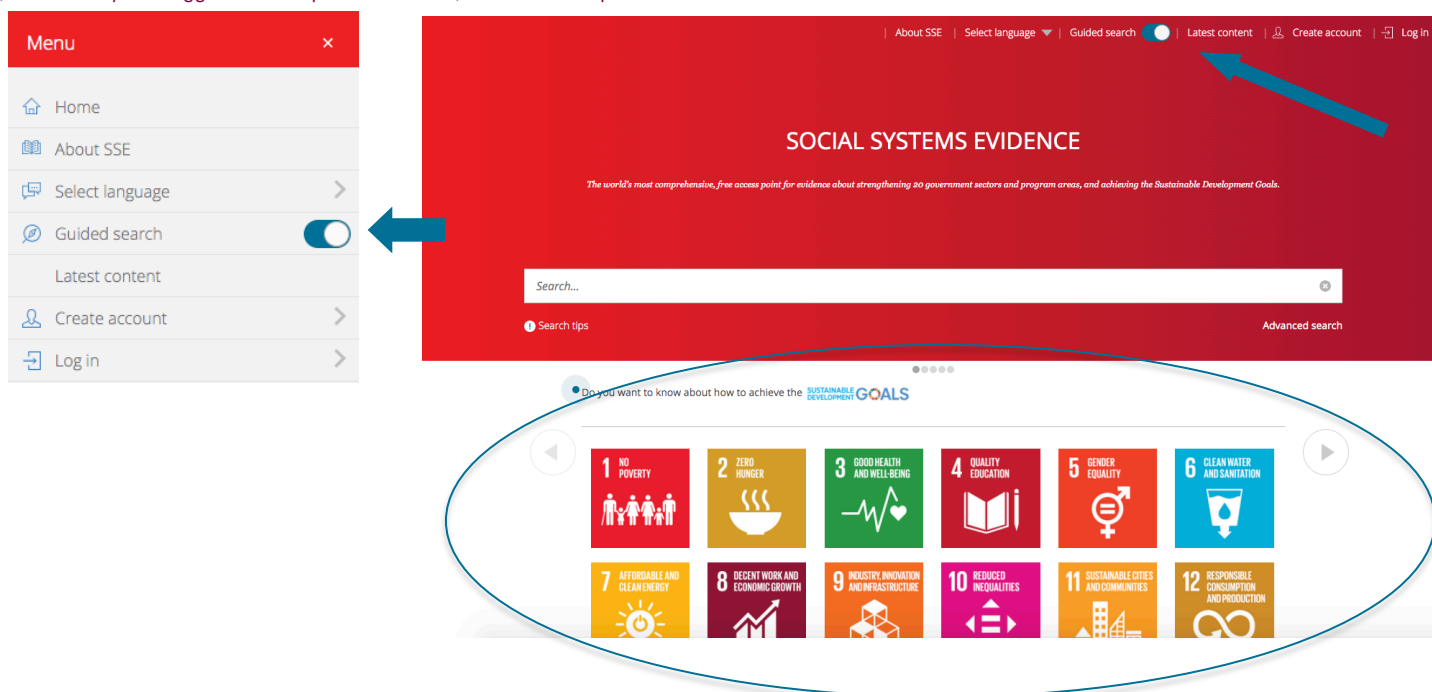 Menu ×
Home
About SSE
Select language
Guided search
Latest content
Create account
Log in
| About SSE | Select language | Guided search | Latest content | Create account | Log in
SOCIAL SYSTEMS EVIDENCE
The world's most comprehensive, free access point for evidence about strengthening 20 government sectors and program areas, and achieving the Sustainable Development Goals.
Search...
Search tips
Advanced search
Do you want to know about how to achieve the SUSTAINABLE DEVELOPMENT GOALS
1 NO POVERTY
2 ZERO HUNGER
3 GOOD HEALTH AND WELL-BEING
4 QUALITY EDUCATION
5 GENDER EQUALITY
6 CLEAN WATER AND SANITATION
7 AFFORDABLE AND CLEAN ENERGY
8 DECENT WORK AND ECONOMIC GROWTH
9 INDUSTRY, INNOVATION AND INFRASTRUCTURE
10 REDUCED INEQUALITIES
11 SUSTAINABLE CITIES AND COMMUNITIES
12 RESPONSIBLE CONSUMPTION AND PRODUCTION